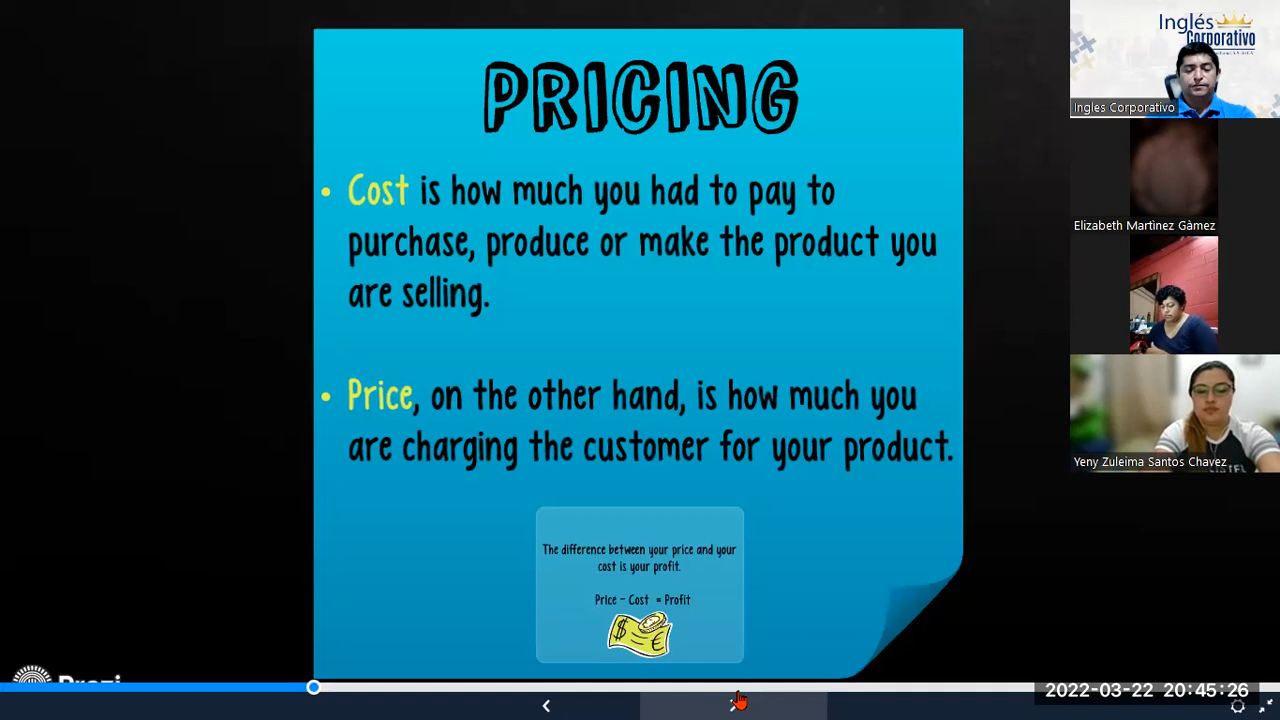 PRICING
• Cost is how much you had to pay to
purchase, produce or make the product you
are selling.
• Price, on the other hand, is how much you
are charging the customer for your product.
The difference between your price and your
cost is your profit.
Price - Cost = Profit
$ = €
Prezi
Inglés
Corporativo
Ingles Corporativo
Elizabeth Martìnez Gàmez
Yeny Zuleima Santos Chavez
2022-03-22 20:45:26